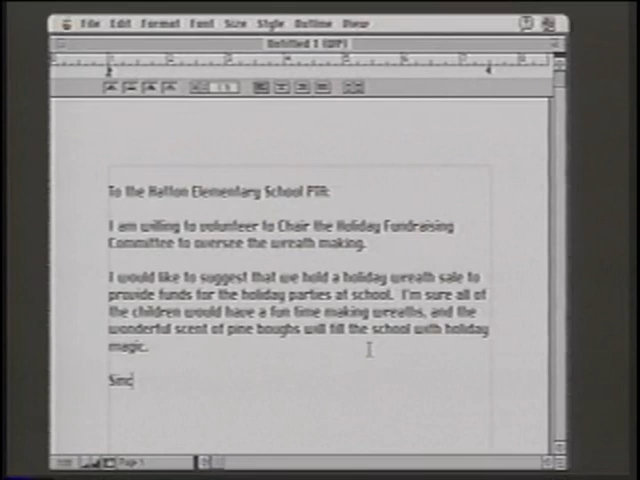 File Edit Format Font Size Style Outline View
Untitled 1 (WP)
To the Hatton Elementary School PTA:
I am willing to volunteer to Chair the Holiday Fundraising
Committee to oversee the wreath making.
I would like to suggest that we hold a holiday wreath sale to
provide funds for the holiday parties at school. I'm sure all of
the children would have a fun time making wreaths, and the
wonderful scent of pine boughs will fill the school with holiday
magic.
Sinc
Page 1